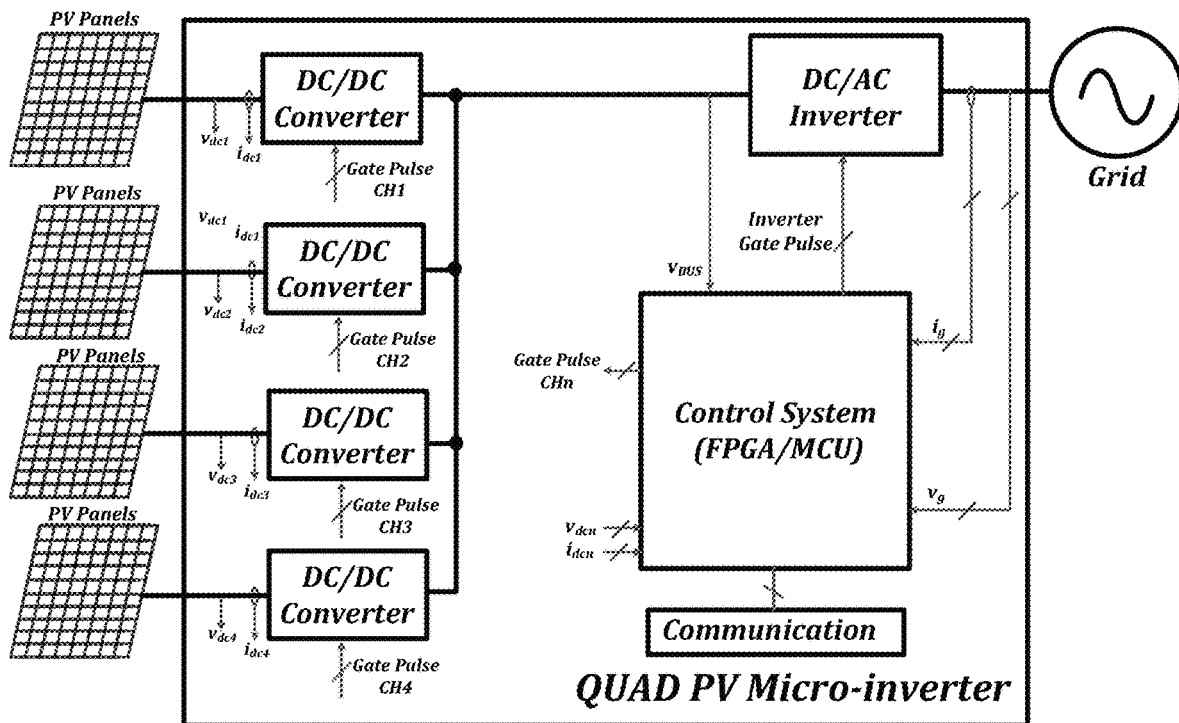 PV Panels
DC/DC
Converter
v_dc1
i_dc1
Gate Pulse
CH1
PV Panels
v_dc1
i_dc1
DC/DC
Converter
v_dc2
i_dc2
Gate Pulse
CH2
PV Panels
DC/DC
Converter
v_dc3
i_dc3
Gate Pulse
CH3
PV Panels
DC/DC
Converter
v_dc4
i_dc4
Gate Pulse
CH4
DC/AC
Inverter
Grid
Inverter
Gate Pulse
v_BUS
i_g
Gate Pulse
CHn
Control System
(FPGA/MCU)
v_g
v_dcn
i_dcn
Communication
QUAD PV Micro-inverter